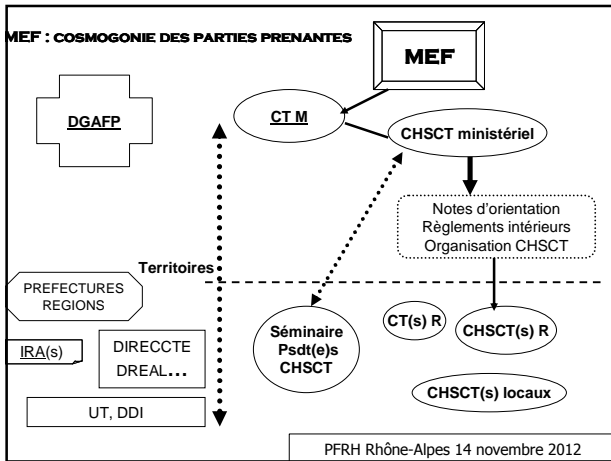 MEF : COSMOGONIE DES PARTIES PRENANTES
MEF
DGAFP
CT M
CHSCT ministériel
Notes d'orientation
Règlements intérieurs
Organisation CHSCT
Territoires
PREFECTURES
REGIONS
IRA(s)
DIRECCTE
DREAL...
UT, DDI
Séminaire
Psdt(e)s
CHSCT
CT(s) R
CHSCT(s) R
CHSCT(s) locaux
PFRH Rhône-Alpes 14 novembre 2012